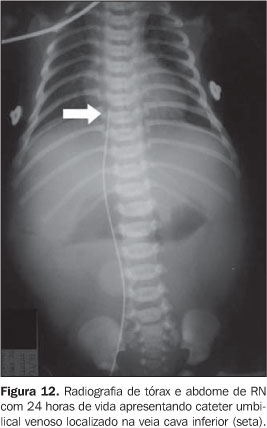 Figura 12. Radiografia de tórax e abdome de RN
com 24 horas de vida apresentando cateter umbi-
lical venoso localizado na veia cava inferior (seta).